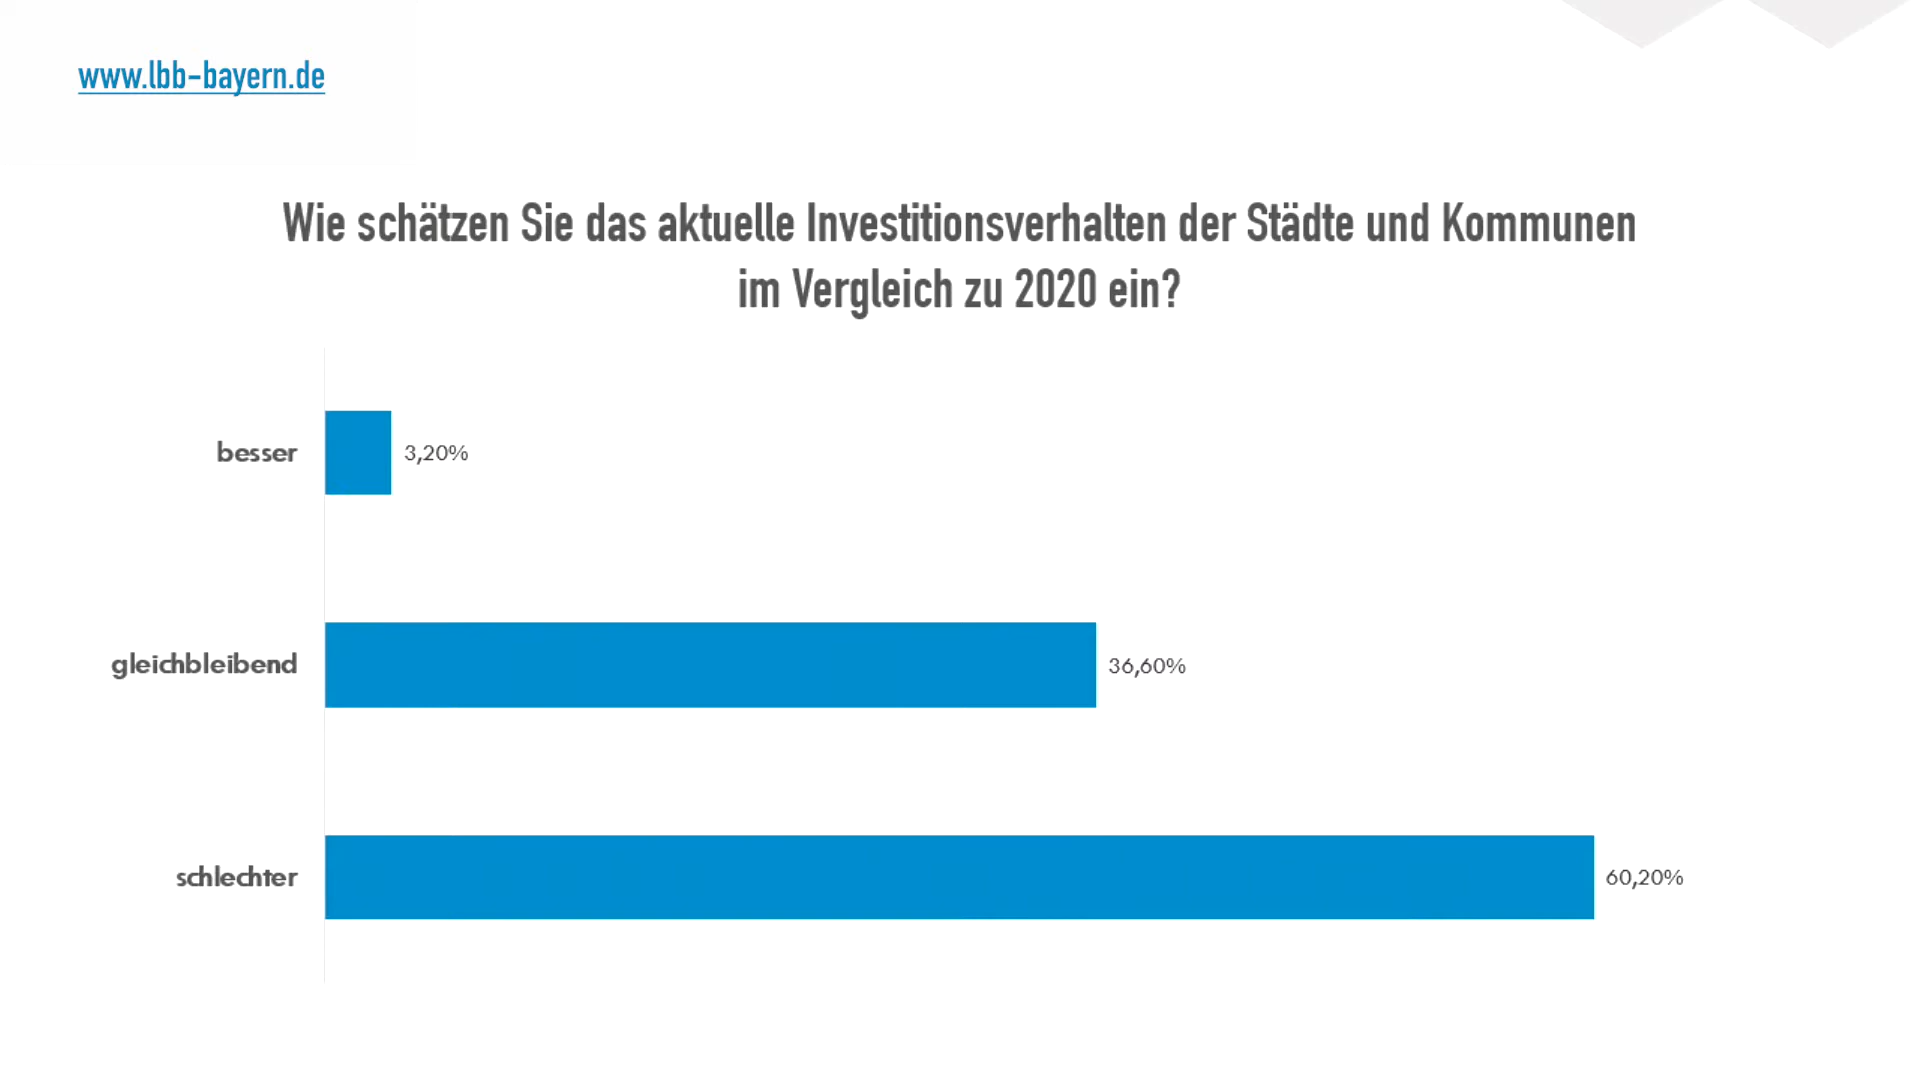 www.lbb-bayern.de
Wie schätzen Sie das aktuelle Investitionsverhalten der Städte und Kommunen
im Vergleich zu 2020 ein?
besser 3,20%
gleichbleibend 36,60%
schlechter 60,20%